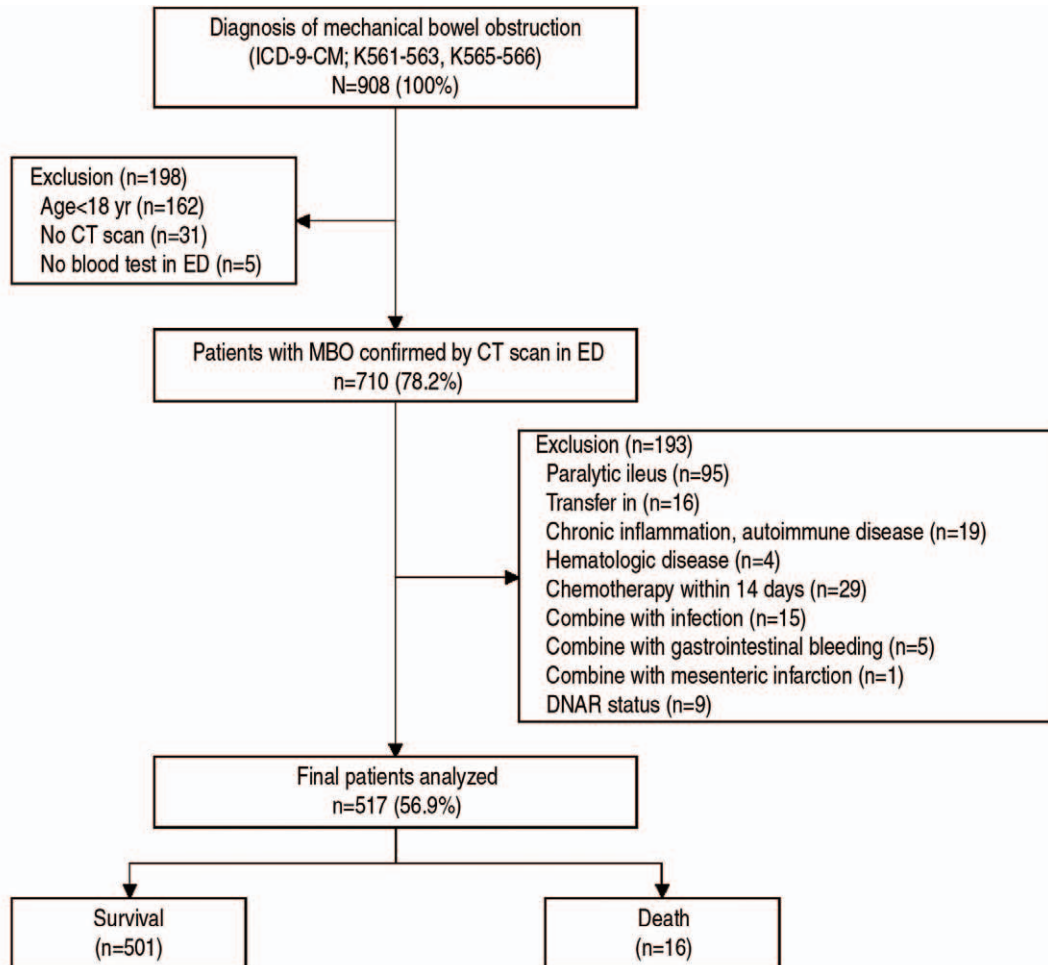 Diagnosis of mechanical bowel obstruction
(ICD-9-CM; K561-563, K565-566)
N=908 (100%)
Exclusion (n=198)
Age<18 yr (n=162)
No CT scan (n=31)
No blood test in ED (n=5)
Patients with MBO confirmed by CT scan in ED
n=710 (78.2%)
Exclusion (n=193)
Paralytic ileus (n=95)
Transfer in (n=16)
Chronic inflammation, autoimmune disease (n=19)
Hematologic disease (n=4)
Chemotherapy within 14 days (n=29)
Combine with infection (n=15)
Combine with gastrointestinal bleeding (n=5)
Combine with mesenteric infarction (n=1)
DNAR status (n=9)
Final patients analyzed
n=517 (56.9%)
Survival
(n=501)
Death
(n=16)